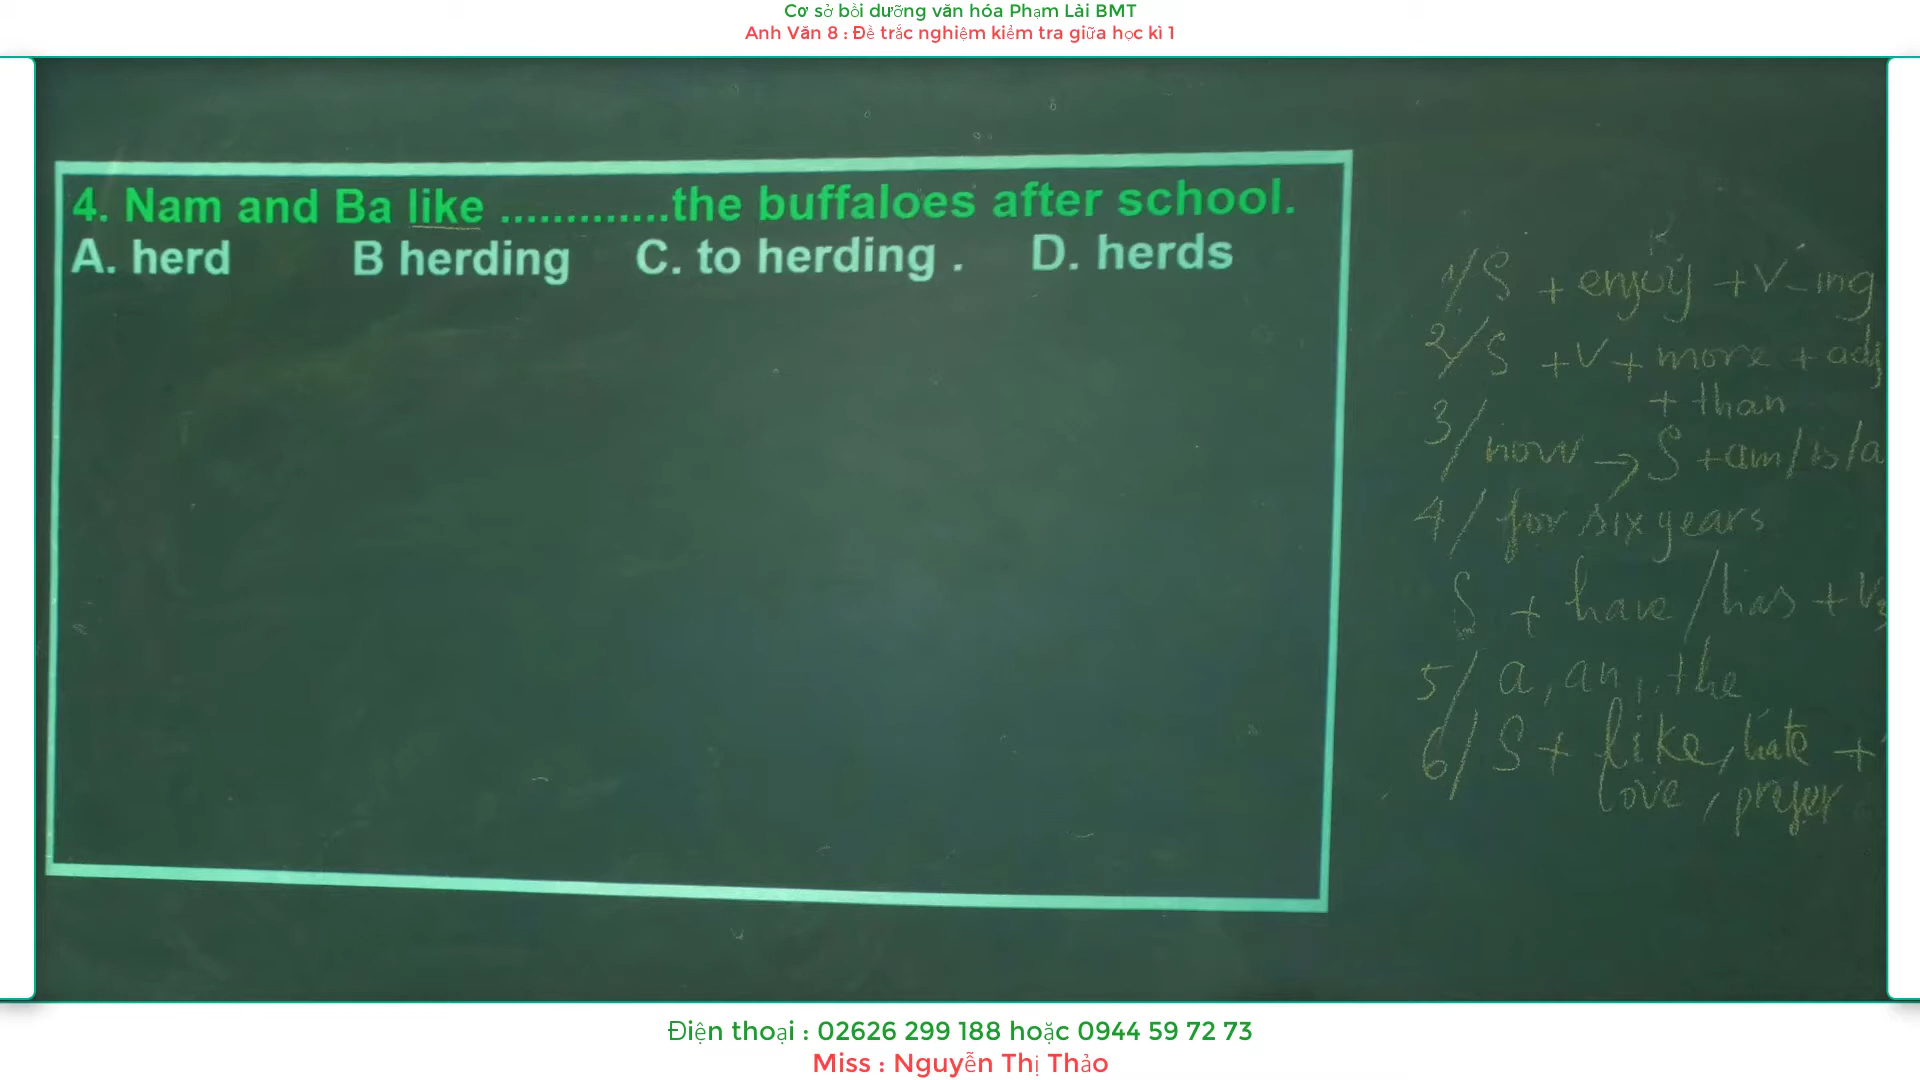 Cơ sở bồi dưỡng văn hóa Phạm Lài BMT
Anh Văn 8 : Đề trắc nghiệm kiểm tra giữa học kì 1
4. Nam and Ba like .............the buffaloes after school.
A. herd B herding C. to herding . D. herds
1/ S + enjoy + V-ing
2/ S + V + more + adj
+ than
3/ now → S + am/is/a
4/ for six years
S + have/has + V3
5/ a, an, the
6/ S + like, hate +
love, prefer
Điện thoại : 02626 299 188 hoặc 0944 59 72 73
Miss : Nguyễn Thị Thảo